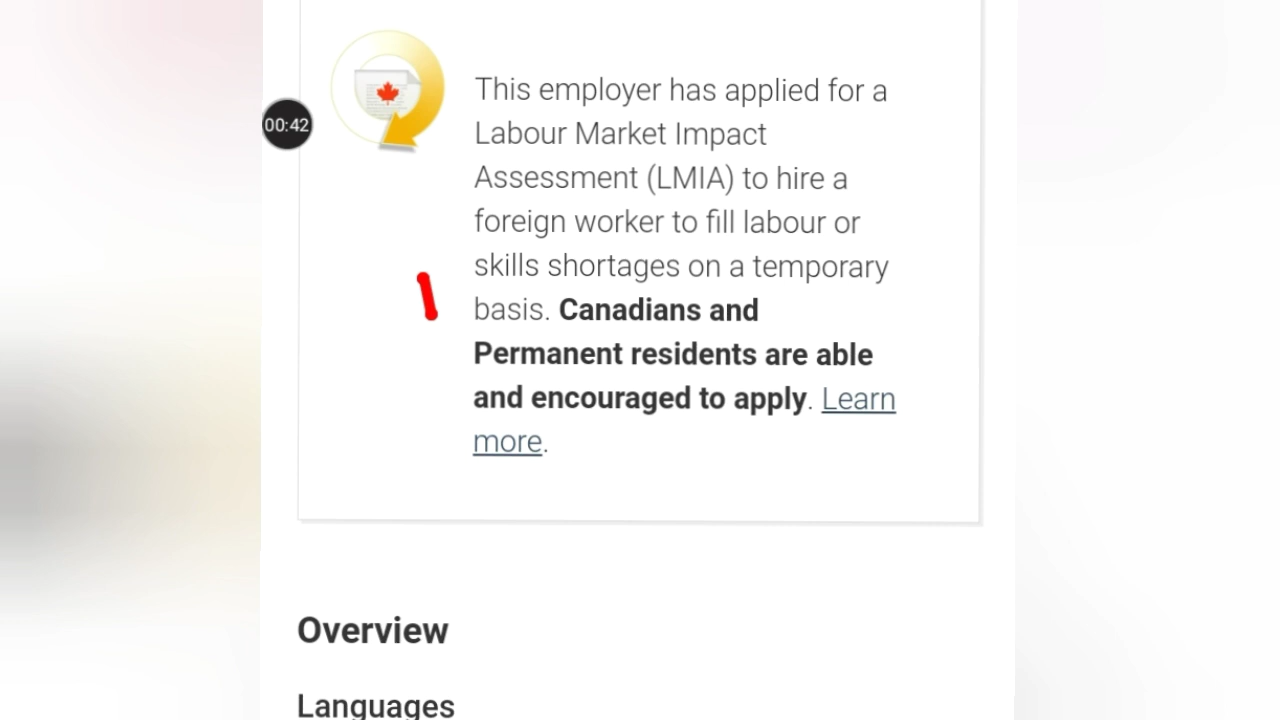 This employer has applied for a
00:42
Labour Market Impact
Assessment (LMIA) to hire a
foreign worker to fill labour or
skills shortages on a temporary
basis. Canadians and
Permanent residents are able
and encouraged to apply. Learn
more.
Overview
Languages